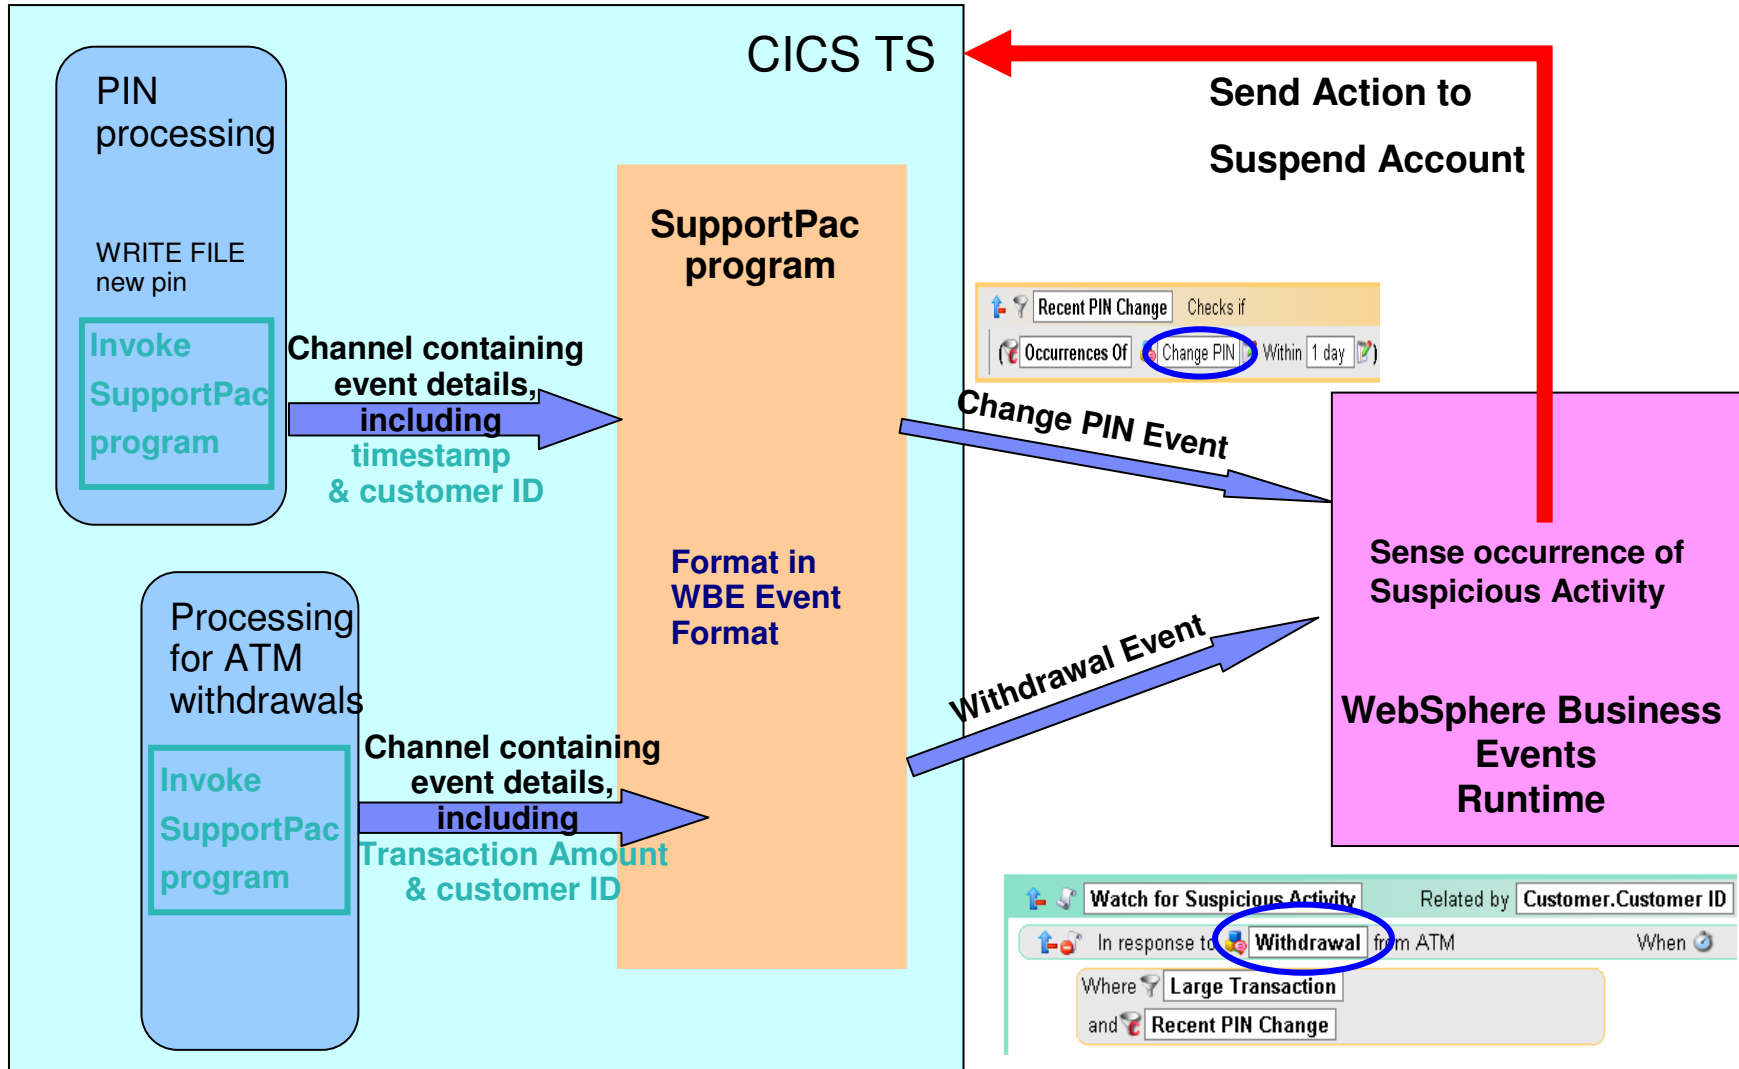 CICS TS
PIN
processing
WRITE FILE
new pin
Invoke
SupportPac
program
Channel containing
event details,
including
timestamp
& customer ID
Processing
for ATM
withdrawals
Invoke
SupportPac
program
Channel containing
event details,
including
Transaction Amount
& customer ID
SupportPac
program
Format in
WBE Event
Format
Send Action to
Suspend Account
Recent PIN Change Checks if
( Occurrences Of Change PIN Within 1 day )
Change PIN Event
Withdrawal Event
Sense occurrence of
Suspicious Activity
WebSphere Business
Events
Runtime
Watch for Suspicious Activity Related by Customer.Customer ID
In response to Withdrawal from ATM When
Where Large Transaction
and Recent PIN Change